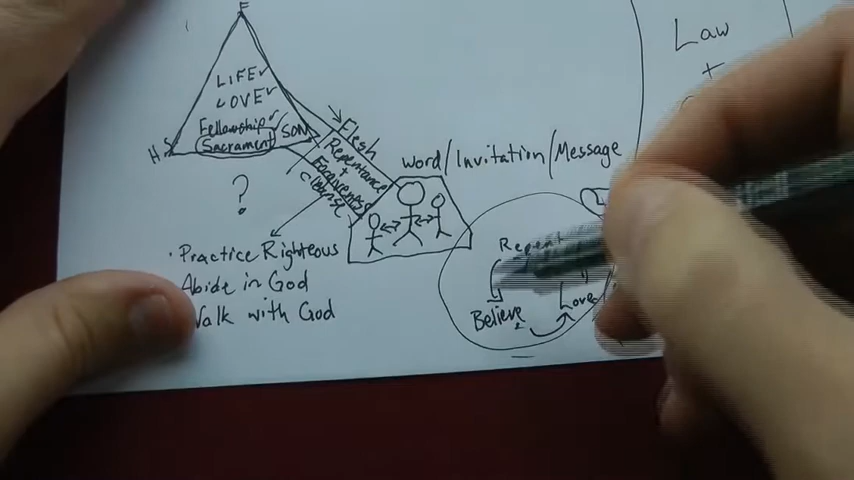 F
LIFE
LOVE
Fellowship
Sacrament
SON
HS
?
Flesh
Repentance
+
Forgiveness
Cleanse
word/Invitation/Message
• Practice Righteous
Abide in God
Walk with God
Believe
Love
Law
+